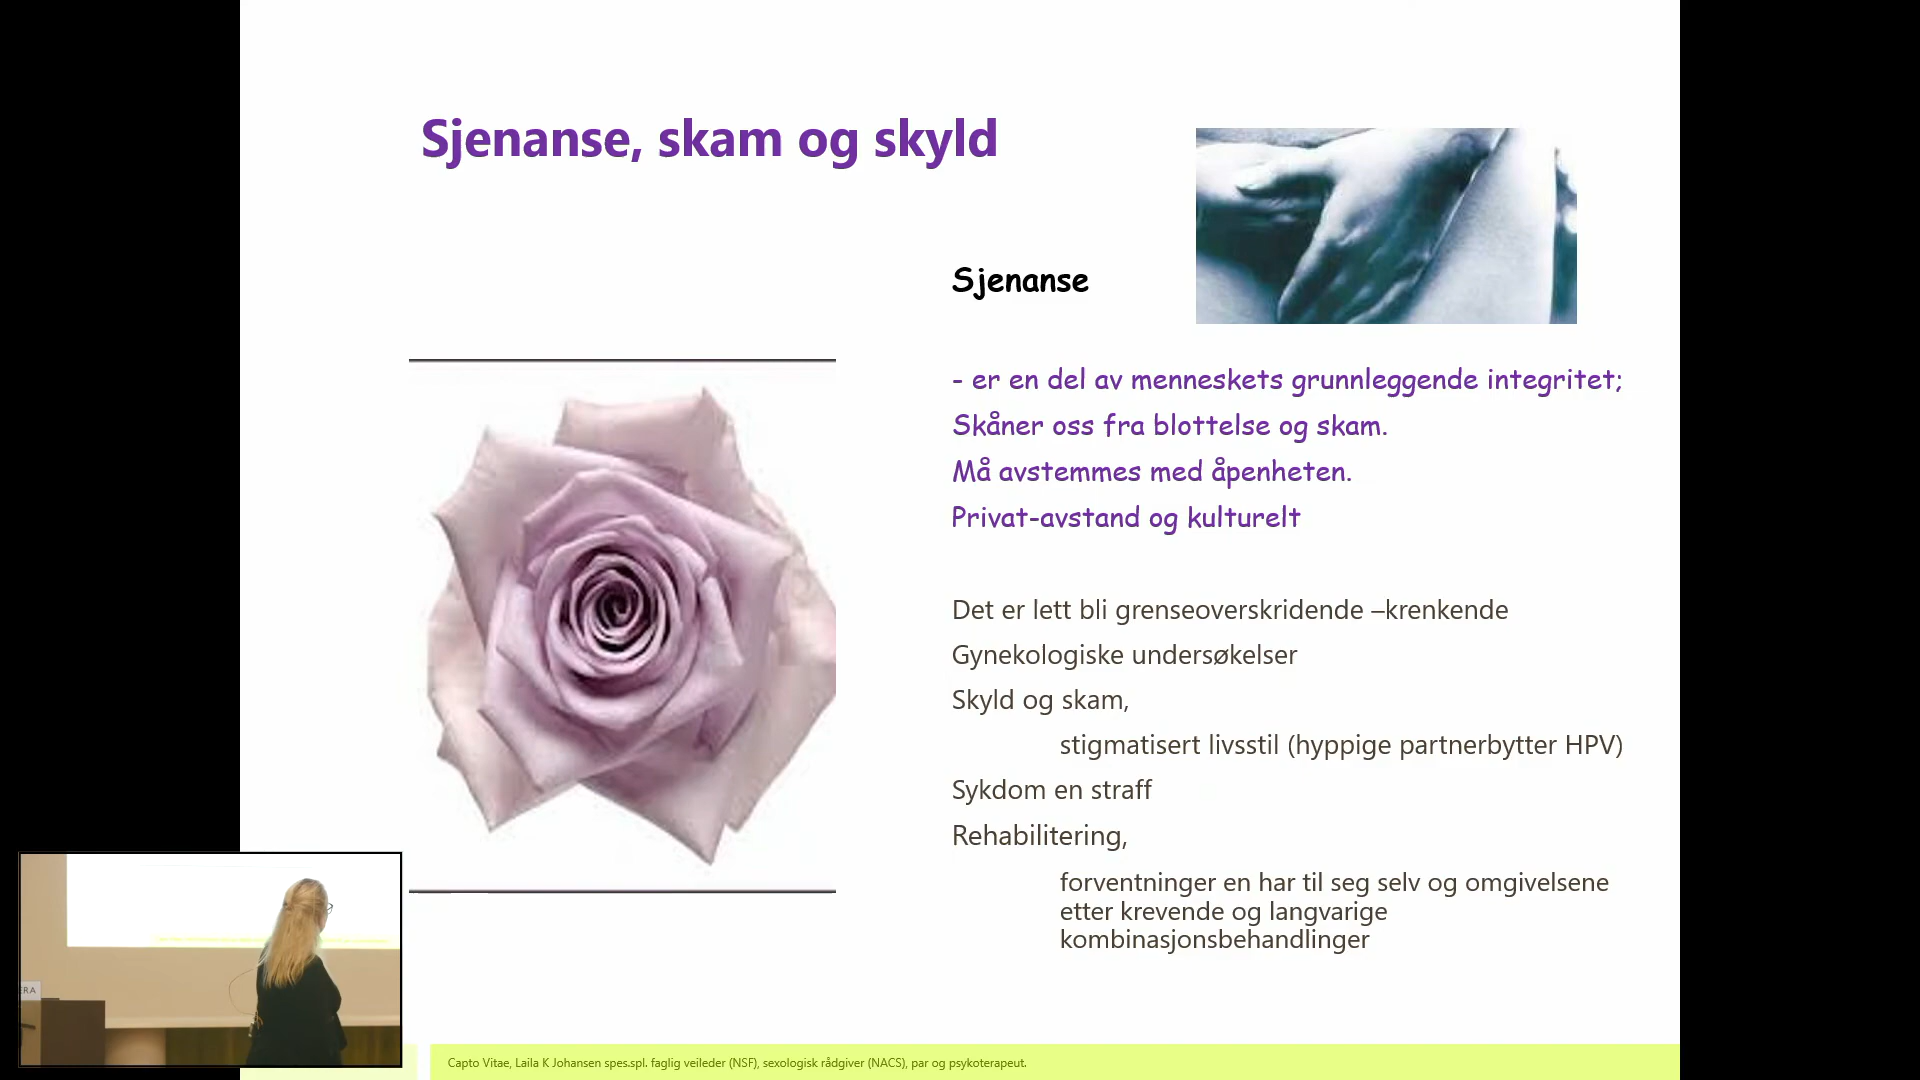 Sjenanse, skam og skyld
Sjenanse
- er en del av menneskets grunnleggende integritet;
Skåner oss fra blottelse og skam.
Må avstemmes med åpenheten.
Privat-avstand og kulturelt
Det er lett bli grenseoverskridende –krenkende
Gynekologiske undersøkelser
Skyld og skam,
stigmatisert livsstil (hyppige partnerbytter HPV)
Sykdom en straff
Rehabilitering,
forventninger en har til seg selv og omgivelsene
etter krevende og langvarige
kombinasjonsbehandlinger
ERA
Capto Vitae, Laila K Johansen spes.spl. faglig veileder (NSF), sexologisk rådgiver (NACS), par og psykoterapeut.